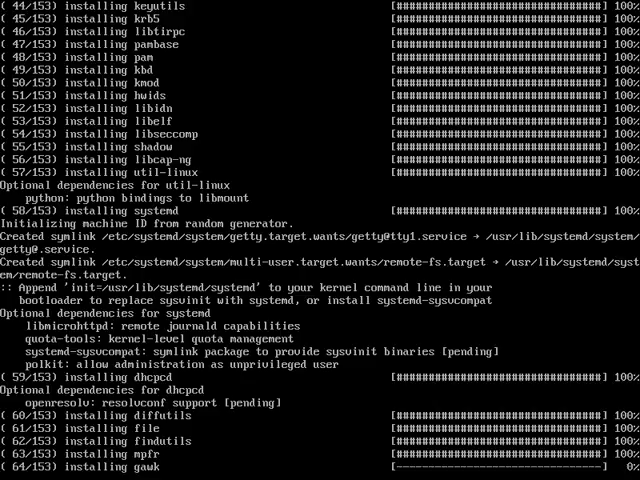 ( 44/153) installing keyutils                          [################################] 100%
( 45/153) installing krb5                              [################################] 100%
( 46/153) installing libtirpc                          [################################] 100%
( 47/153) installing pambase                           [################################] 100%
( 48/153) installing pam                               [################################] 100%
( 49/153) installing kbd                               [################################] 100%
( 50/153) installing kmod                              [################################] 100%
( 51/153) installing hwids                             [################################] 100%
( 52/153) installing libidn                            [################################] 100%
( 53/153) installing libelf                            [################################] 100%
( 54/153) installing libseccomp                        [################################] 100%
( 55/153) installing shadow                            [################################] 100%
( 56/153) installing libcap-ng                         [################################] 100%
( 57/153) installing util-linux                        [################################] 100%
Optional dependencies for util-linux
    python: python bindings to libmount
( 58/153) installing systemd                           [################################] 100%
Initializing machine ID from random generator.
Created symlink /etc/systemd/system/getty.target.wants/getty@tty1.service → /usr/lib/systemd/system/
getty@.service.
Created symlink /etc/systemd/system/multi-user.target.wants/remote-fs.target → /usr/lib/systemd/syst
em/remote-fs.target.
:: Append 'init=/usr/lib/systemd/systemd' to your kernel command line in your
   bootloader to replace sysvinit with systemd, or install systemd-sysvcompat
Optional dependencies for systemd
    libmicrohttpd: remote journald capabilities
    quota-tools: kernel-level quota management
    systemd-sysvcompat: symlink package to provide sysvinit binaries [pending]
    polkit: allow administration as unprivileged user
( 59/153) installing dhcpcd                            [################################] 100%
Optional dependencies for dhcpcd
    openresolv: resolvconf support [pending]
( 60/153) installing diffutils                         [################################] 100%
( 61/153) installing file                              [################################] 100%
( 62/153) installing findutils                         [################################] 100%
( 63/153) installing mpfr                              [################################] 100%
( 64/153) installing gawk                              [--------------------------------]   0%